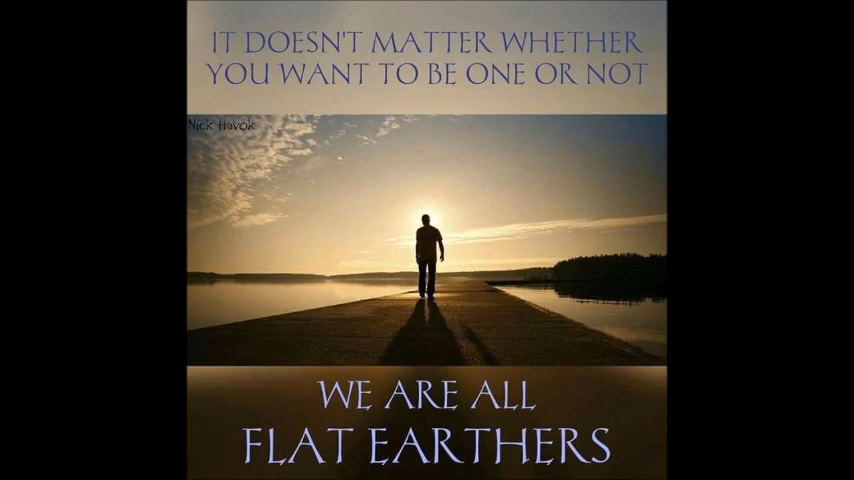 IT DOESN'T MATTER WHETHER
YOU WANT TO BE ONE OR NOT
Nick Havok
WE ARE ALL
FLAT EARTHERS